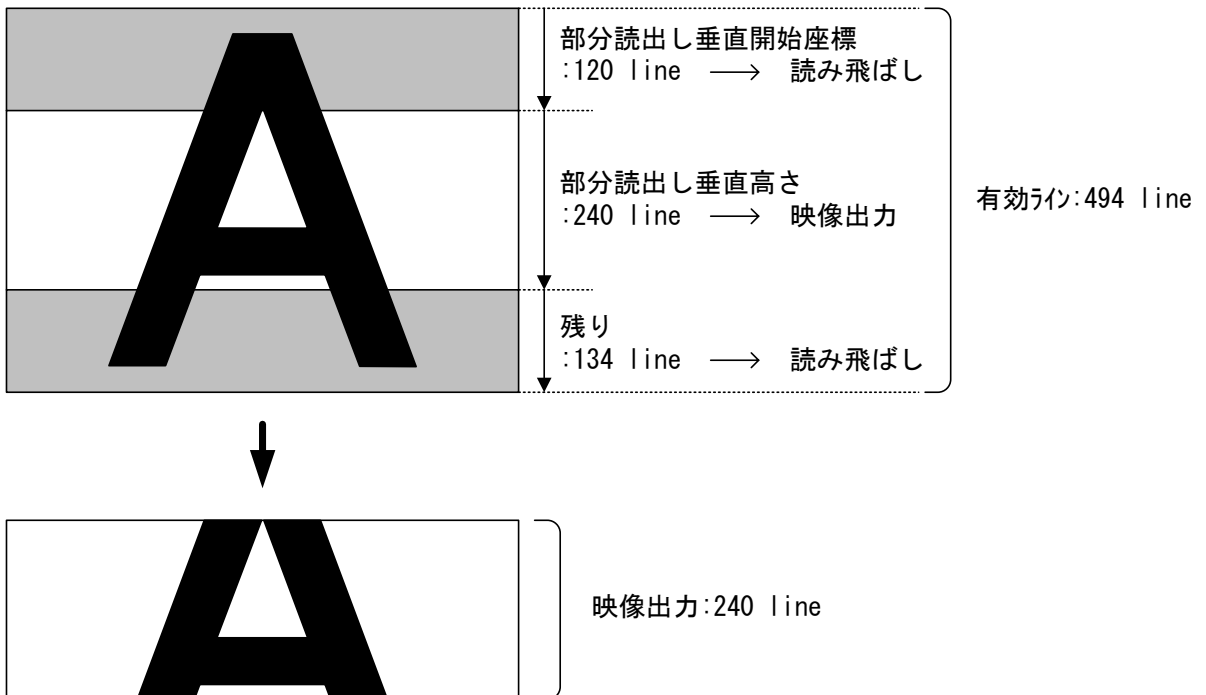 部分読出し垂直開始座標
:120 line ⟶ 読み飛ばし
部分読出し垂直高さ
:240 line ⟶ 映像出力
有効ﾗｲﾝ:494 line
残り
:134 line ⟶ 読み飛ばし
映像出力:240 line
A
A